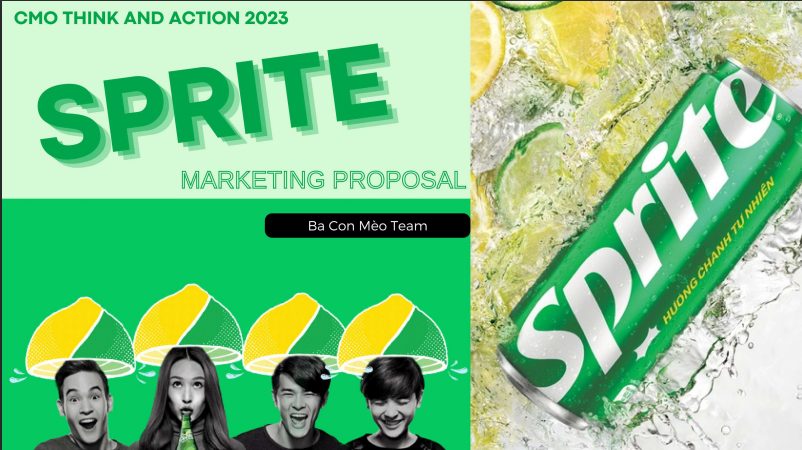 CMO THINK AND ACTION 2023
SPRITE
MARKETING PROPOSAL
Ba Con Mèo Team
Sprite
HƯƠNG CHANH TỰ NHIÊN